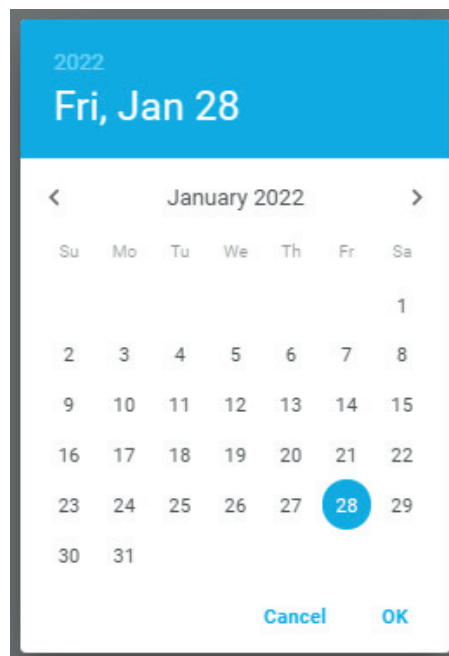 2022
Fri, Jan 28
January 2022
Su Mo Tu We Th Fr Sa
1
2 3 4 5 6 7 8
9 10 11 12 13 14 15
16 17 18 19 20 21 22
23 24 25 26 27 28 29
30 31
Cancel OK